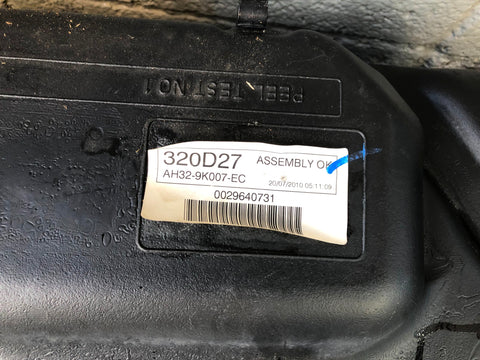 PEEL TEST NO 1
320D27 ASSEMBLY OK
AH32-9K007-EC 20/07/2010 05:11:09
0029640731